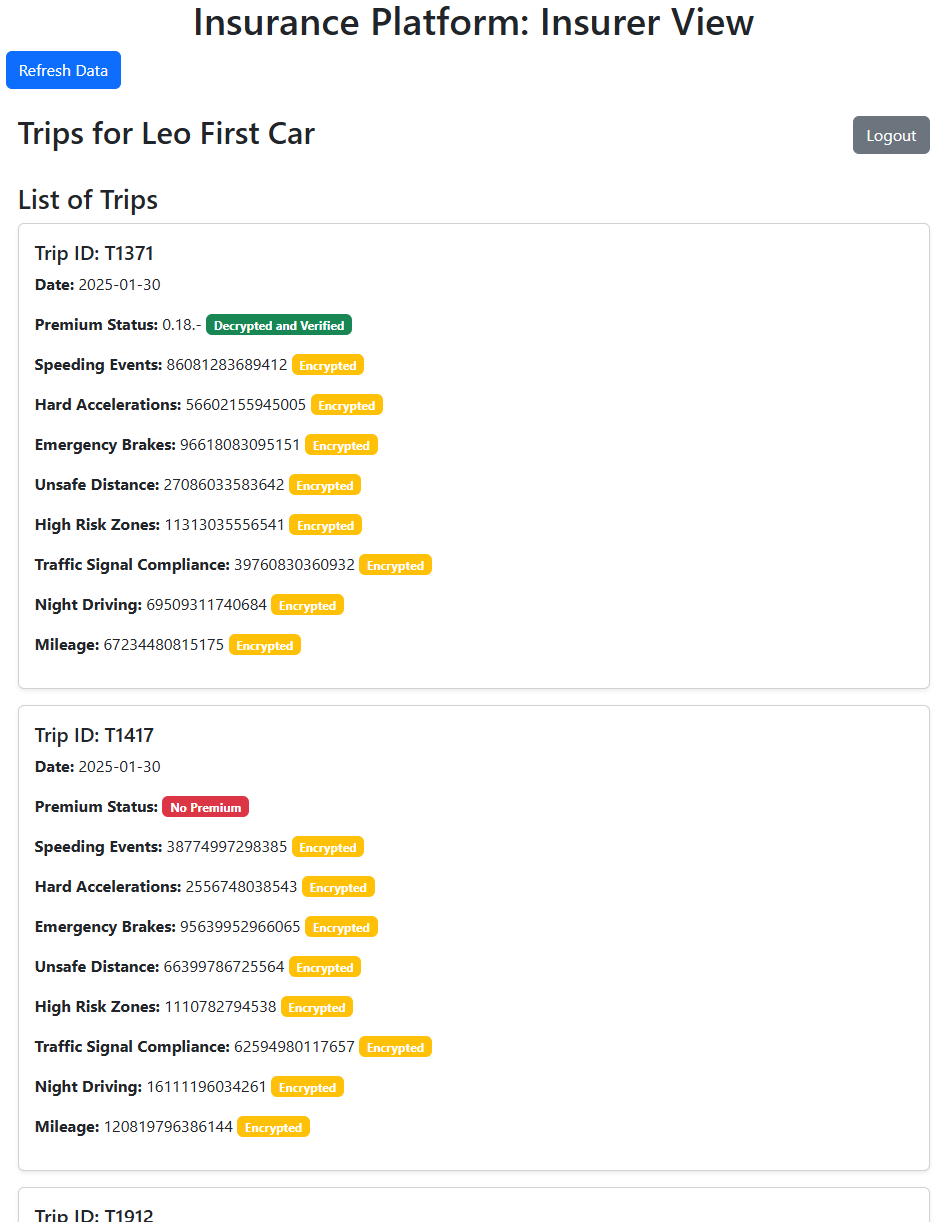 Insurance Platform: Insurer View
Refresh Data
Trips for Leo First Car
Logout
List of Trips
Trip ID: T1371
Date: 2025-01-30
Premium Status: 0.18.- Decrypted and Verified
Speeding Events: 86081283689412 Encrypted
Hard Accelerations: 56602155945005 Encrypted
Emergency Brakes: 96618083095151 Encrypted
Unsafe Distance: 27086033583642 Encrypted
High Risk Zones: 11313035556541 Encrypted
Traffic Signal Compliance: 39760830360932 Encrypted
Night Driving: 69509311740684 Encrypted
Mileage: 67234480815175 Encrypted
Trip ID: T1417
Date: 2025-01-30
Premium Status: No Premium
Speeding Events: 38774997298385 Encrypted
Hard Accelerations: 2556748038543 Encrypted
Emergency Brakes: 95639952966065 Encrypted
Unsafe Distance: 66399786725564 Encrypted
High Risk Zones: 1110782794538 Encrypted
Traffic Signal Compliance: 62594980117657 Encrypted
Night Driving: 16111196034261 Encrypted
Mileage: 120819796386144 Encrypted
Trip ID: T1912